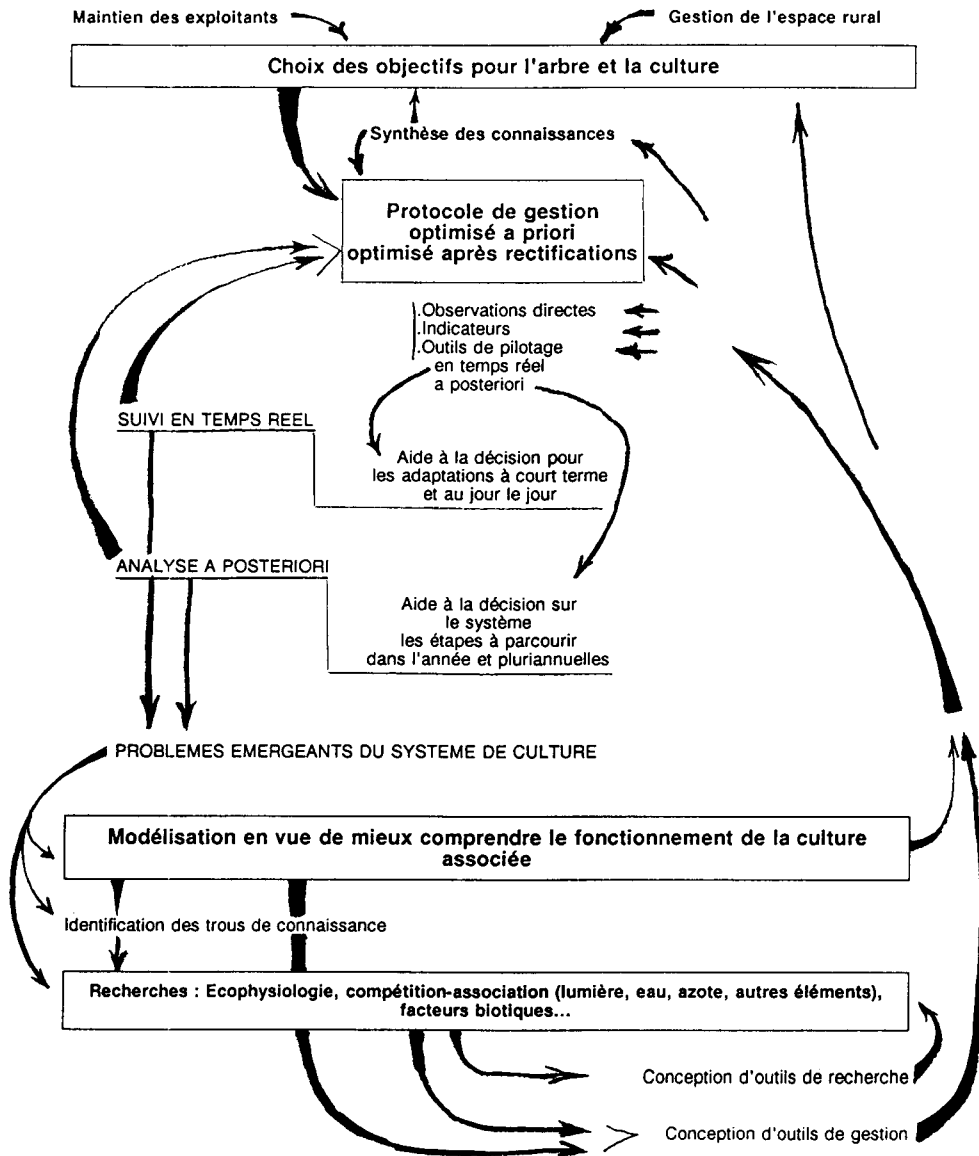 Maintien des exploitants
Gestion de l'espace rural
Choix des objectifs pour l'arbre et la culture
Synthèse des connaissances
Protocole de gestion
optimisé a priori
optimisé après rectifications
.Observations directes
.Indicateurs
.Outils de pilotage
en temps réel
a posteriori
SUIVI EN TEMPS REEL
Aide à la décision pour
les adaptations à court terme
et au jour le jour
ANALYSE A POSTERIORI
Aide à la décision sur
le système
les étapes à parcourir
dans l'année et pluriannuelles
PROBLEMES EMERGEANTS DU SYSTEME DE CULTURE
Modélisation en vue de mieux comprendre le fonctionnement de la culture
associée
Identification des trous de connaissance
Recherches : Ecophysiologie, compétition-association (lumière, eau, azote, autres éléments),
facteurs biotiques...
Conception d'outils de recherche
Conception d'outils de gestion